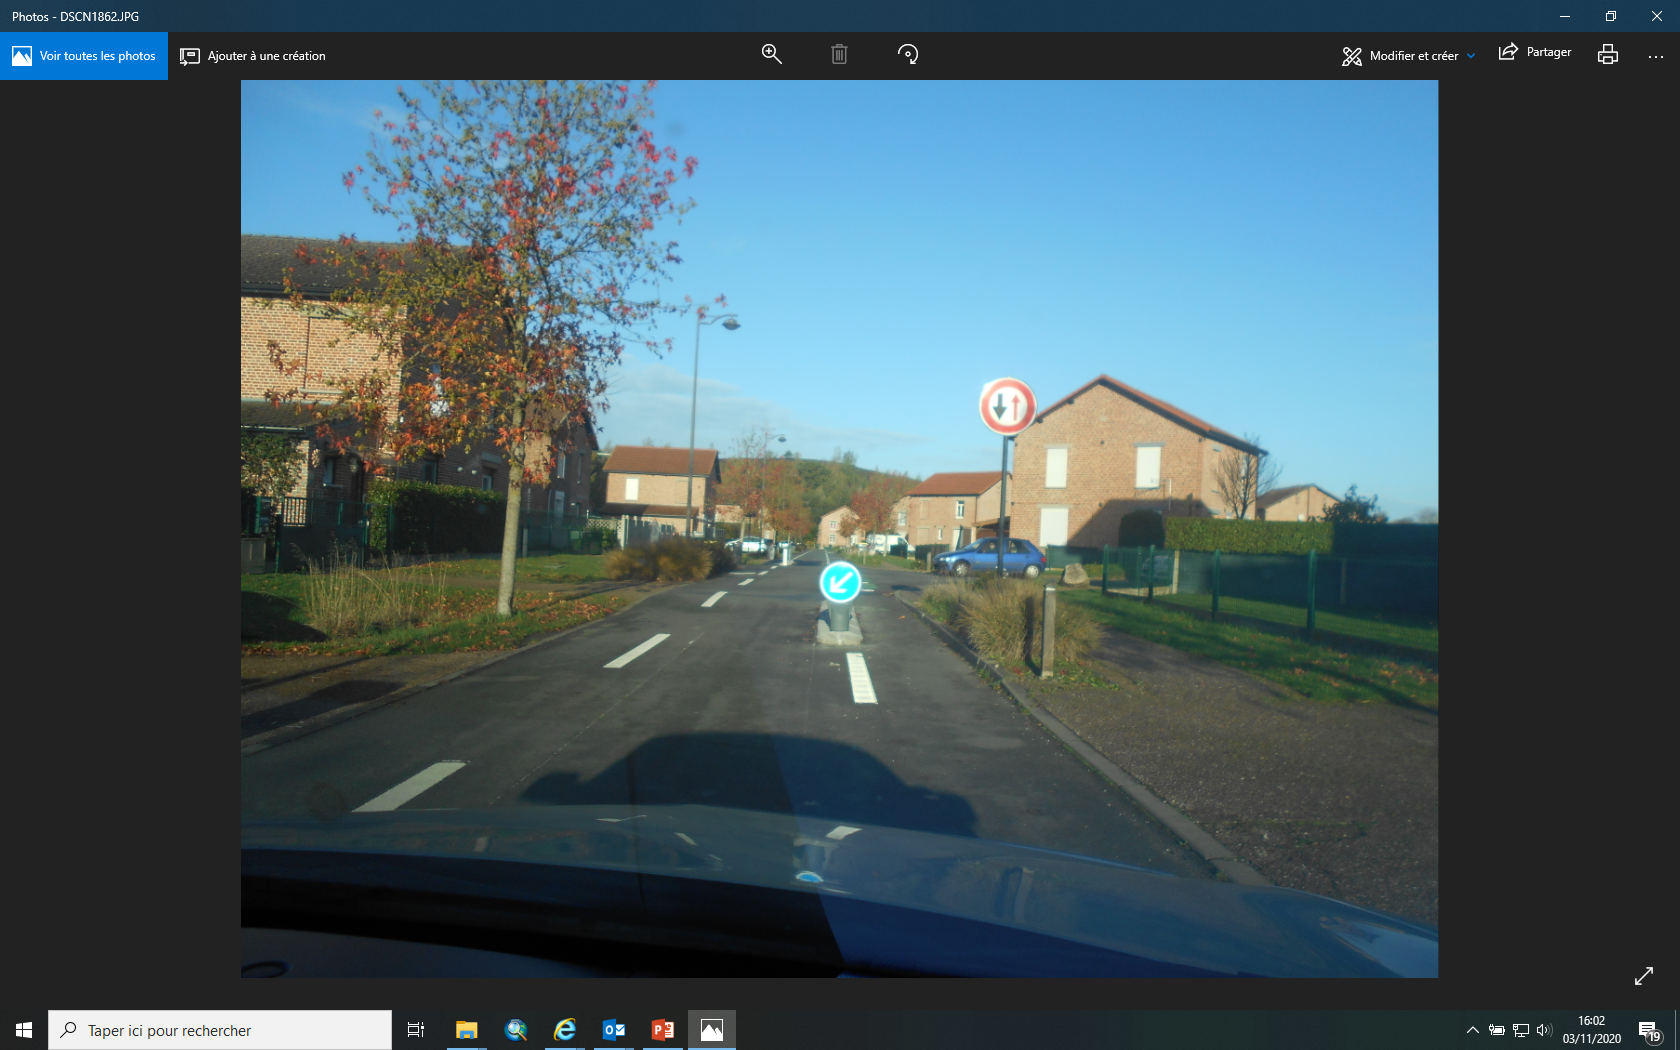 Photos - DSCN1862.JPG
Voir toutes les photos
Ajouter à une création
Modifier et créer
Partager
Taper ici pour rechercher
16:02
03/11/2020
19